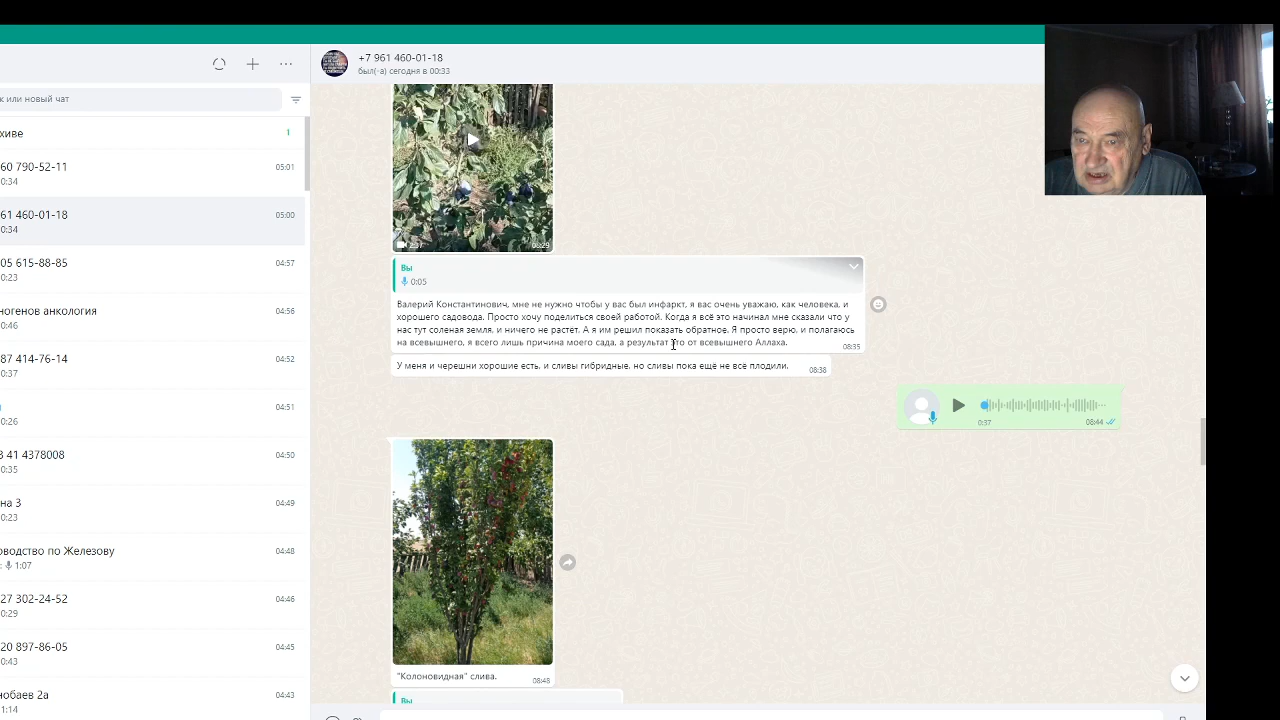 +7 961 460-01-18
был(-а) сегодня в 00:33
к или новый чат
хиве
1
60 790-52-11
05:01
0:34
61 460-01-18
05:00
0:34
05 615-88-85
04:57
0:23
ногенов анкология
04:56
0:46
87 414-76-14
04:52
0:37
04:51
0:26
8 41 4378008
04:50
0:35
на 3
04:49
0:23
оводство по Железову
04:48
1:07
27 302-24-52
04:46
0:29
20 897-86-05
04:45
0:43
нобаев 2а
04:43
1:14
2:37
08:29
Вы
0:05
Валерий Константинович, мне не нужно чтобы у вас был инфаркт, я вас очень уважаю, как человека, и
хорошего садовода. Просто хочу поделиться своей работой. Когда я всё это начинал мне сказали что у
нас тут соленая земля, и ничего не растёт. А я им решил показать обратное. Я просто верю, и полагаюсь
на всевышнего, я всего лишь причина моего сада, а результат это от всевышнего Аллаха.
08:35
У меня и черешни хорошие есть, и сливы гибридные, но сливы пока ещё не всё плодили.
08:38
0:37
08:44
"Колоновидная" слива.
08:48
Вы